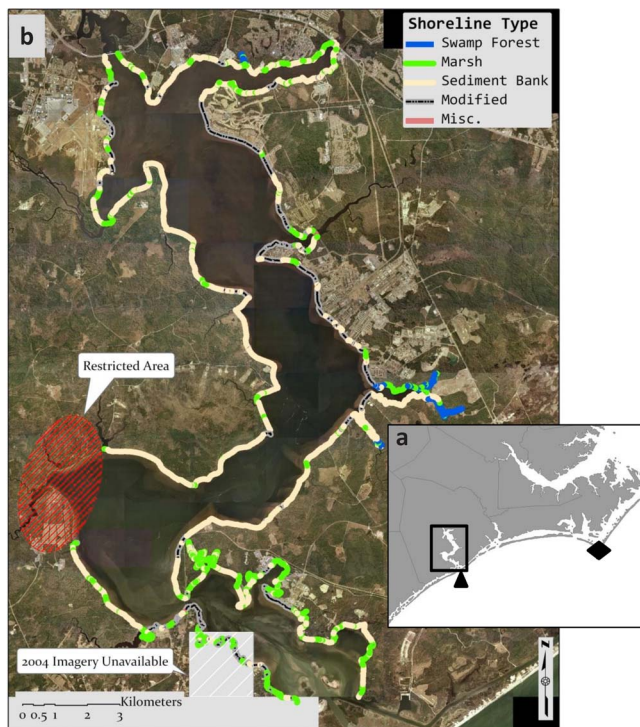 b
Shoreline Type
Swamp Forest
Marsh
Sediment Bank
Modified
Misc.
Restricted Area
a
2004 Imagery Unavailable
Kilometers
0 0.5 1 2 3
N